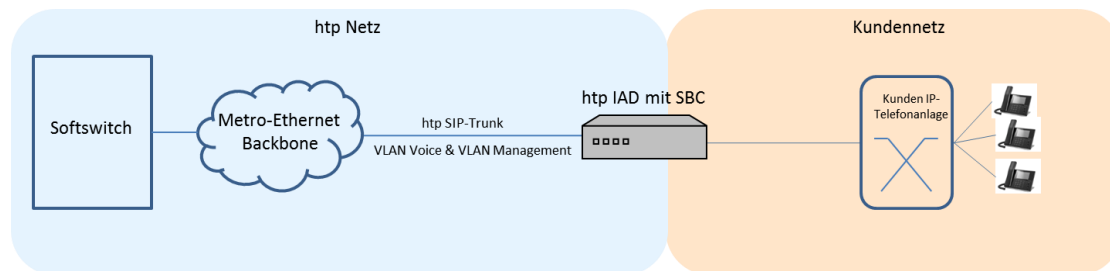 htp Netz
Kundennetz
Softswitch
Metro-Ethernet
Backbone
htp SIP-Trunk
VLAN Voice & VLAN Management
htp IAD mit SBC
Kunden IP-
Telefonanlage